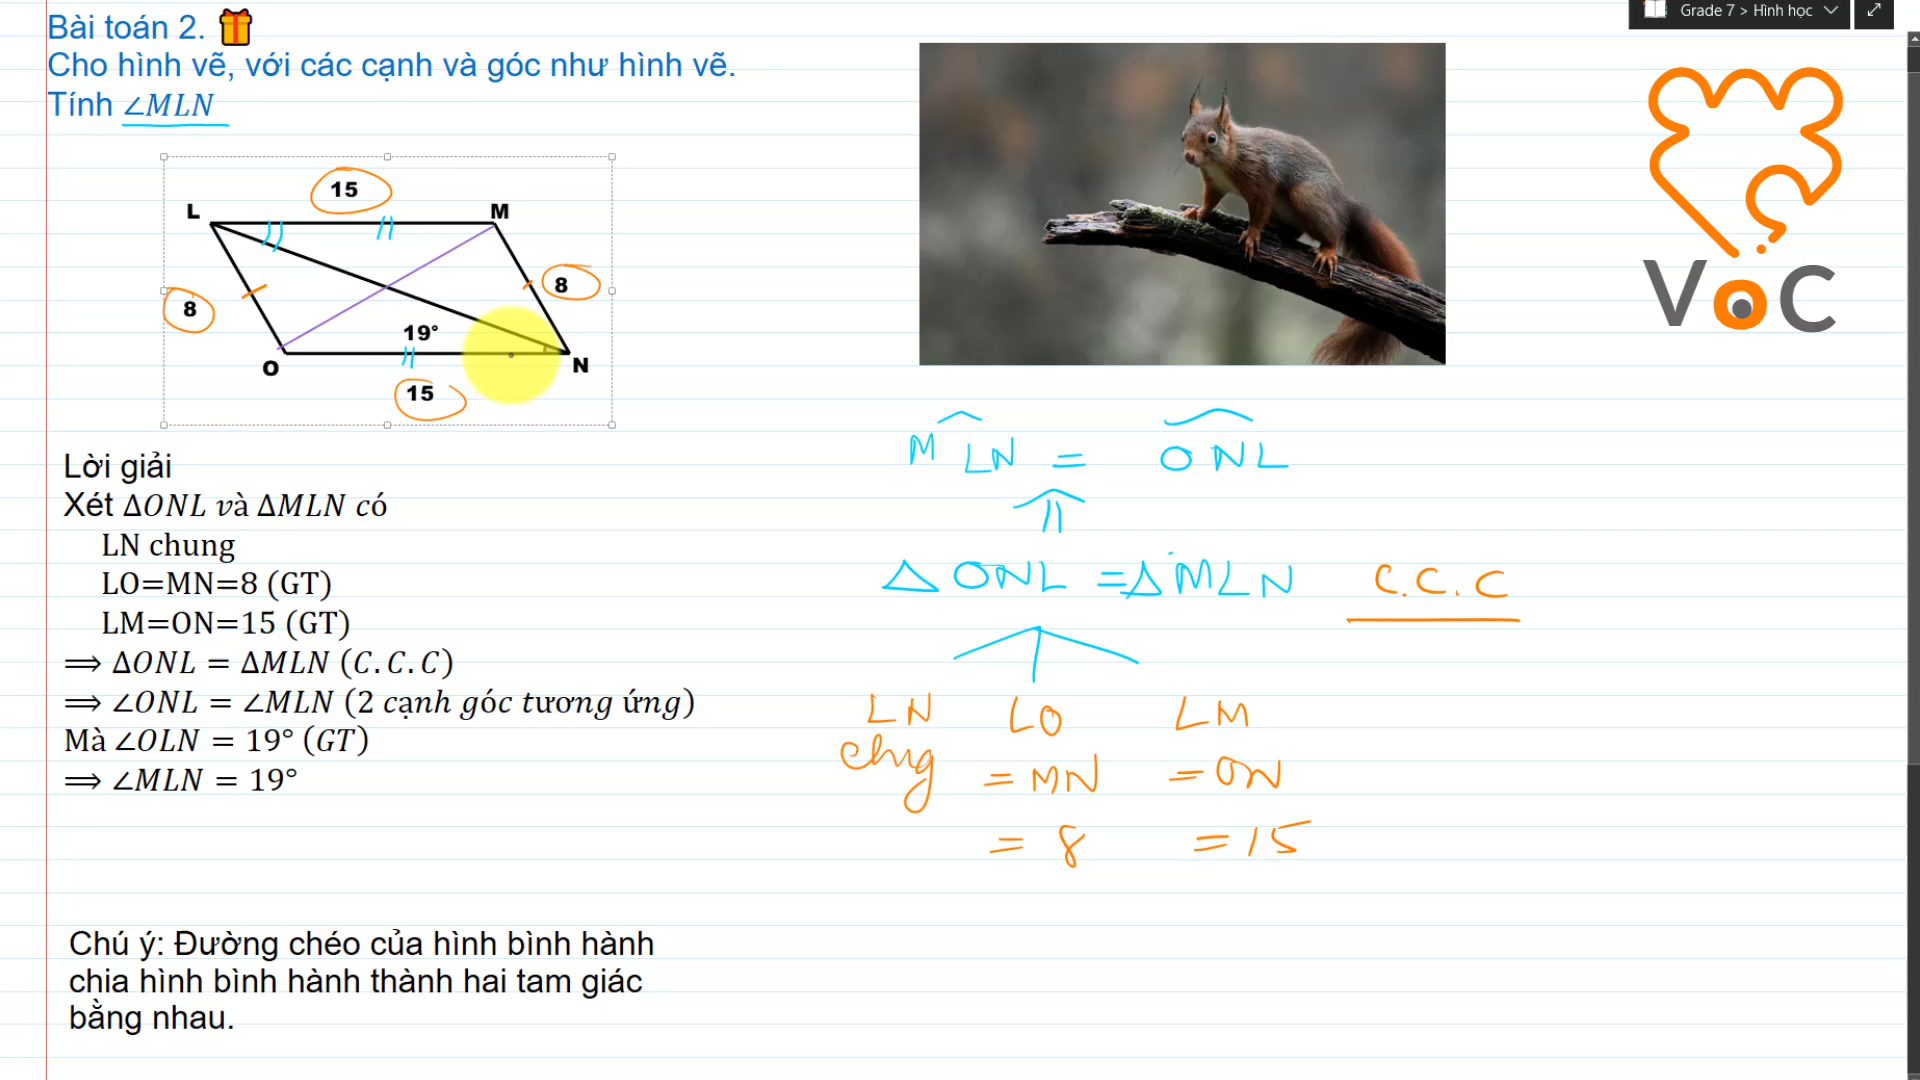 Bài toán 2.
Cho hình vẽ, với các cạnh và góc như hình vẽ.
Tính ∠MLN
Grade 7 > Hình học
VOC
15
L
M
8
8
19°
O
N
15
Lời giải
Xét ΔONL và ΔMLN có
LN chung
LO=MN=8 (GT)
LM=ON=15 (GT)
⟹ ΔONL = ΔMLN (C.C.C)
⟹ ∠ONL = ∠MLN (2 cạnh góc tương ứng)
Mà ∠OLN = 19° (GT)
⟹ ∠MLN = 19°
Chú ý: Đường chéo của hình bình hành
chia hình bình hành thành hai tam giác
bằng nhau.
MLN = ONL
⇑
Δ ONL = Δ MLN C.C.C
LN LO LM
chg = MN = ON
= 8 = 15